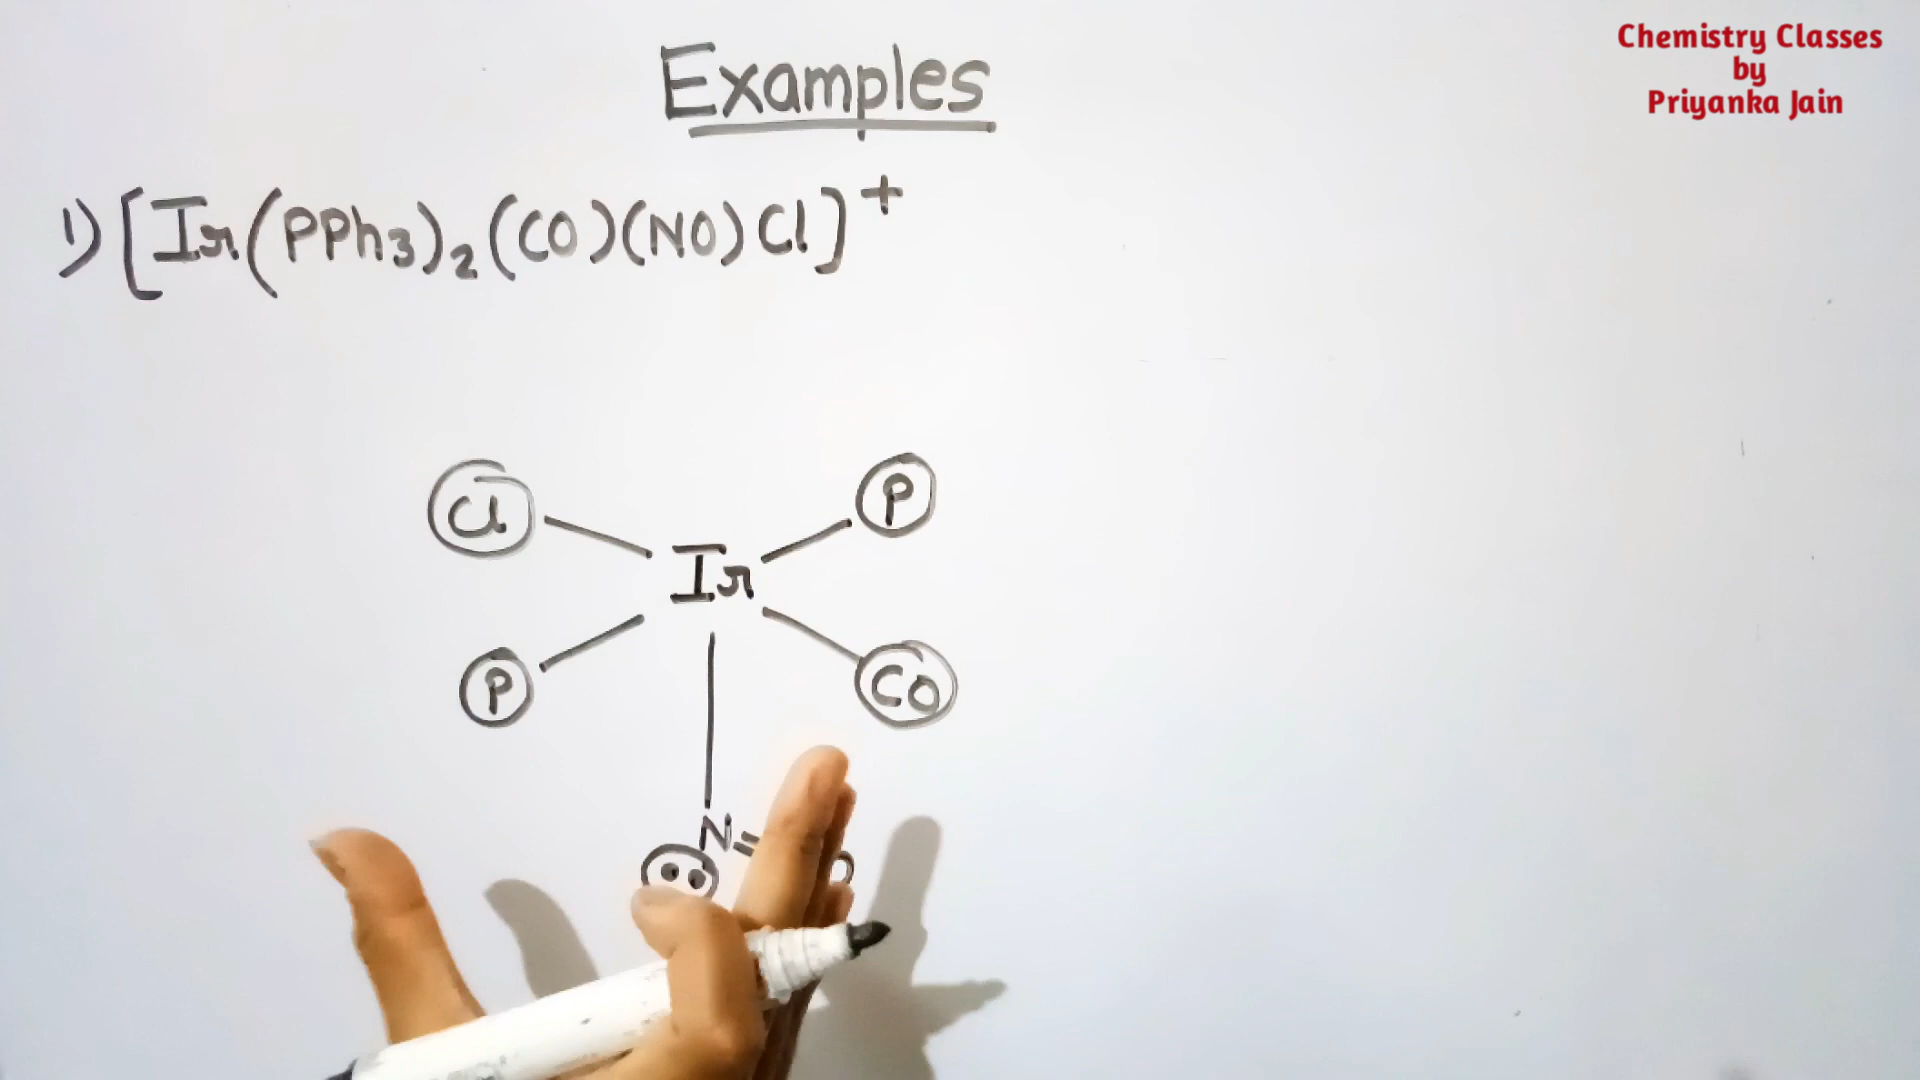 Chemistry Classes
by
Priyanka Jain
Examples
1) [Ir(PPh3)2(CO)(NO)Cl]+
Cl
P
Ir
P
CO
N=O